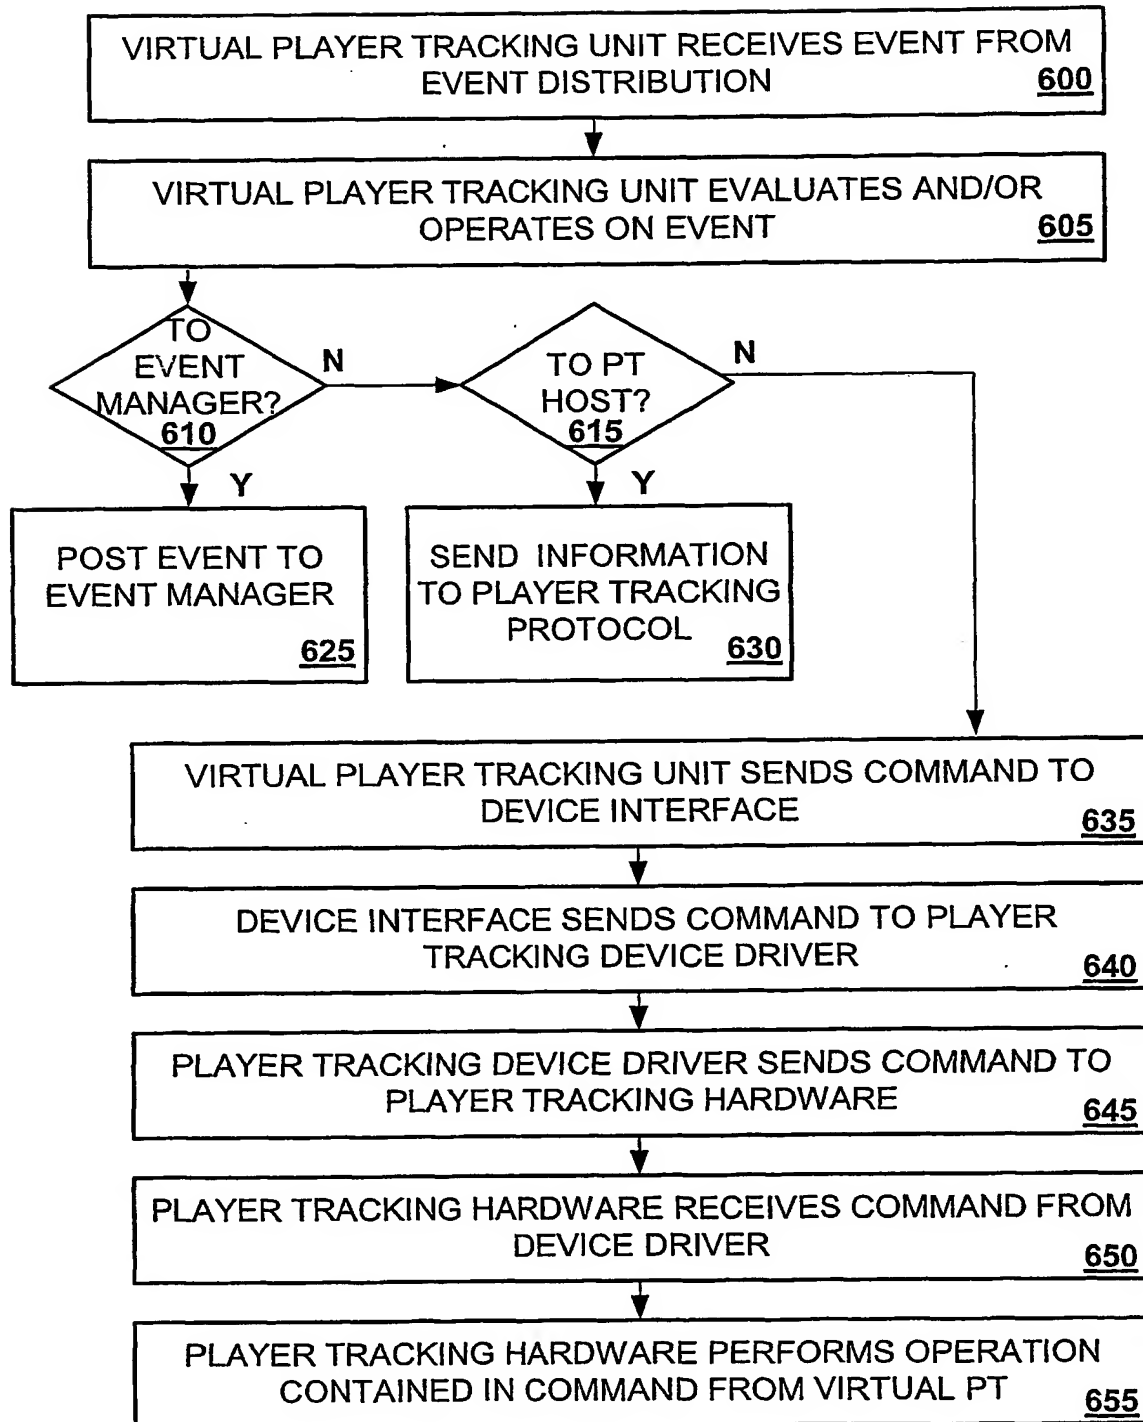 VIRTUAL PLAYER TRACKING UNIT RECEIVES EVENT FROM
EVENT DISTRIBUTION
600
VIRTUAL PLAYER TRACKING UNIT EVALUATES AND/OR
OPERATES ON EVENT
605
TO
EVENT
MANAGER?
610
N
Y
TO PT
HOST?
615
N
Y
POST EVENT TO
EVENT MANAGER
625
SEND INFORMATION
TO PLAYER TRACKING
PROTOCOL
630
VIRTUAL PLAYER TRACKING UNIT SENDS COMMAND TO
DEVICE INTERFACE
635
DEVICE INTERFACE SENDS COMMAND TO PLAYER
TRACKING DEVICE DRIVER
640
PLAYER TRACKING DEVICE DRIVER SENDS COMMAND TO
PLAYER TRACKING HARDWARE
645
PLAYER TRACKING HARDWARE RECEIVES COMMAND FROM
DEVICE DRIVER
650
PLAYER TRACKING HARDWARE PERFORMS OPERATION
CONTAINED IN COMMAND FROM VIRTUAL PT
655